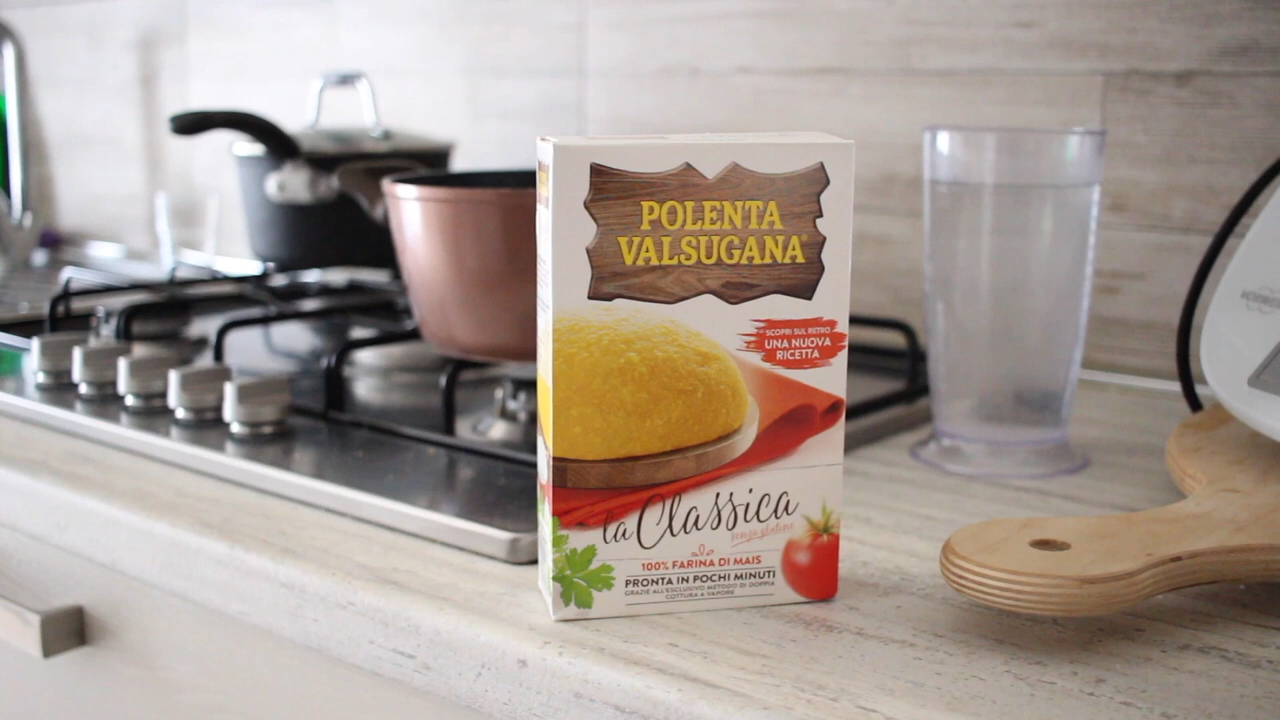 POLENTA
VALSUGANA
SCOPRI SUL RETRO
UNA NUOVA
RICETTA
la Classica
senza glutine
100% FARINA DI MAIS
PRONTA IN POCHI MINUTI
GRAZIE ALL'ESCLUSIVO METODO DI DOPPIA
COTTURA A VAPORE